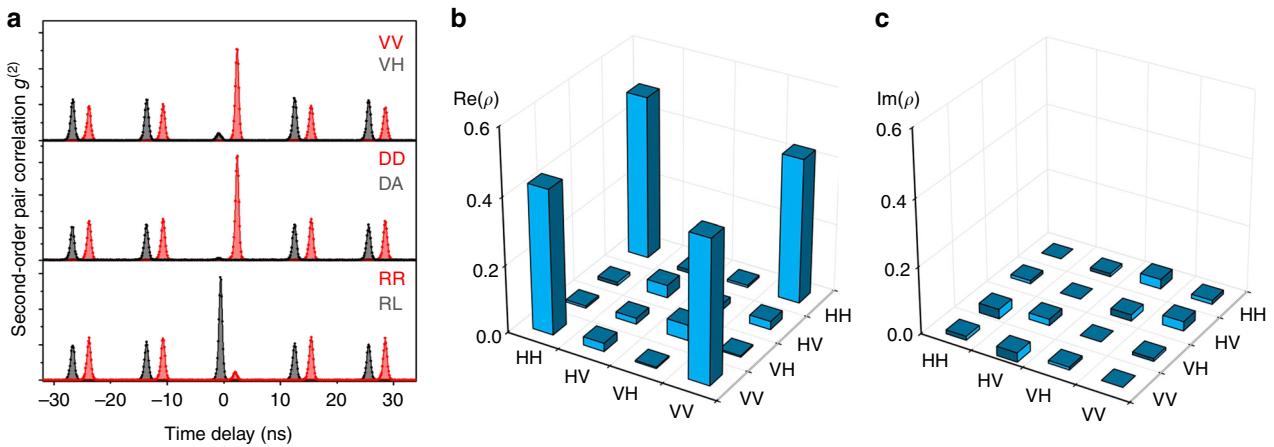 a
Second-order pair correlation g(2)
VV
VH
DD
DA
RR
RL
−30 −20 −10 0 10 20 30
Time delay (ns)
b
Re(ρ)
0.6
0.4
0.2
0.0
HH
HV
VH
VV
HH
HV
VH
VV
c
Im(ρ)
0.6
0.4
0.2
0.0
HH
HV
VH
VV
HH
HV
VH
VV